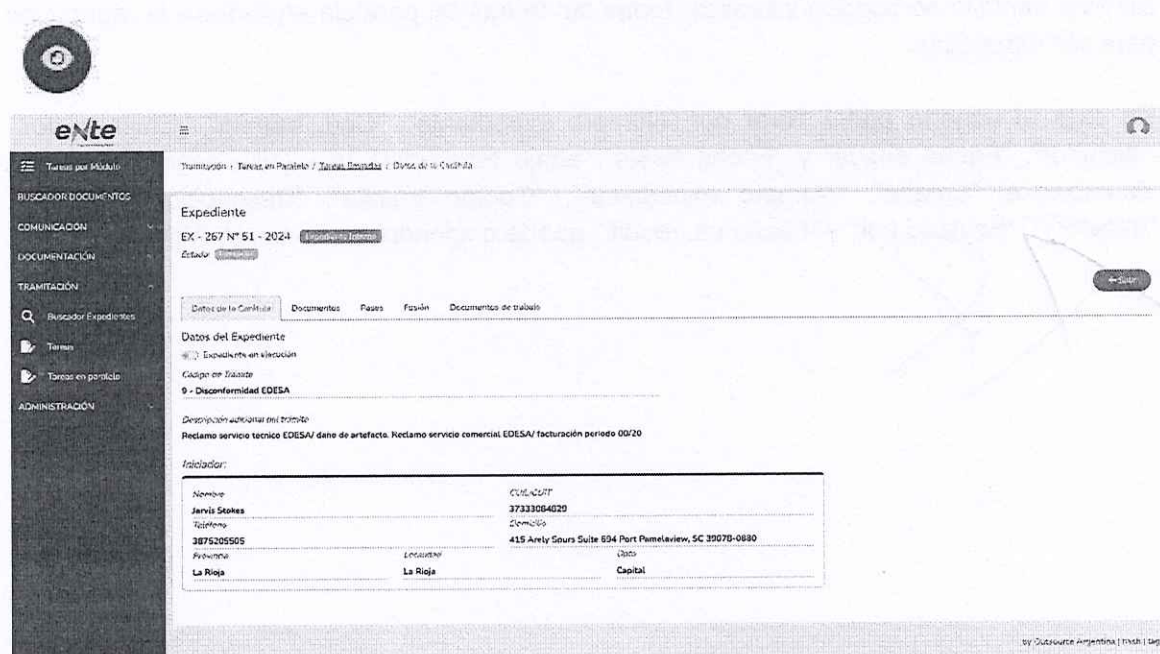 eNte
Tareas por Módulo
Tramitación / Tareas en Paralelo / Tareas Enviadas / Datos de la Carátula
BUSCADOR DOCUMENTOS
COMUNICACIÓN
DOCUMENTACIÓN
TRAMITACIÓN
Buscador Expedientes
Tareas
Tareas en paralelo
ADMINISTRACIÓN
Expediente
EX - 267 N° 51 - 2024
Estado:
Datos de la Carátula Documentos Pases Fusión Documentos de trabajo
Datos del Expediente
Expediente en ejecución
Código de Trámite
9 - Disconformidad EDESA
Descripción adicional del trámite
Reclamo servicio tecnico EDESA/ dano de artefacto. Reclamo servicio comercial EDESA/ facturación periodo 00/20
Iniciador:
Nombre CUIL/CUIT
Jarvis Stokes 37333084029
Teléfono Domicilio
3875205505 415 Arely Spurs Suite 694 Port Pamelaview, SC 39078-0880
Provincia Localidad Dpto
La Rioja La Rioja Capital
by Outsource Argentina |